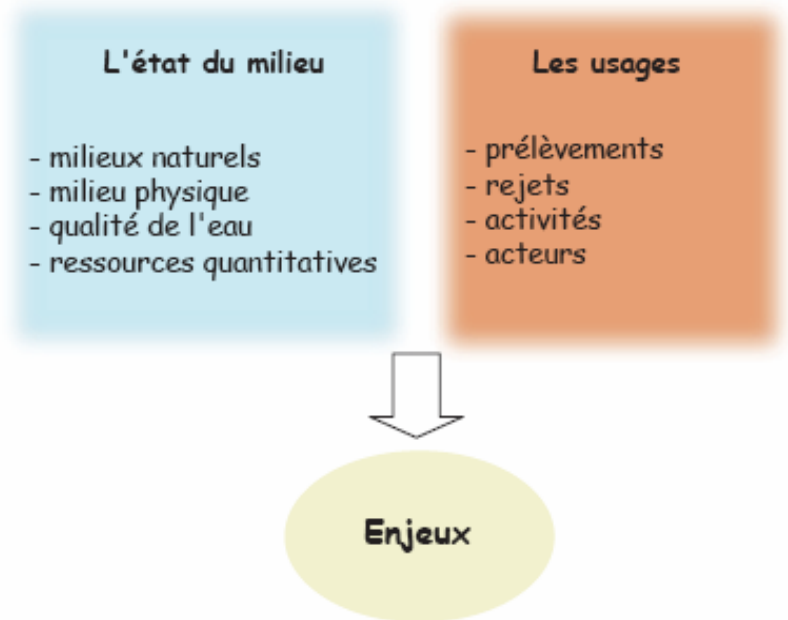 L'état du milieu
- milieux naturels
- milieu physique
- qualité de l'eau
- ressources quantitatives
Les usages
- prélèvements
- rejets
- activités
- acteurs
Enjeux